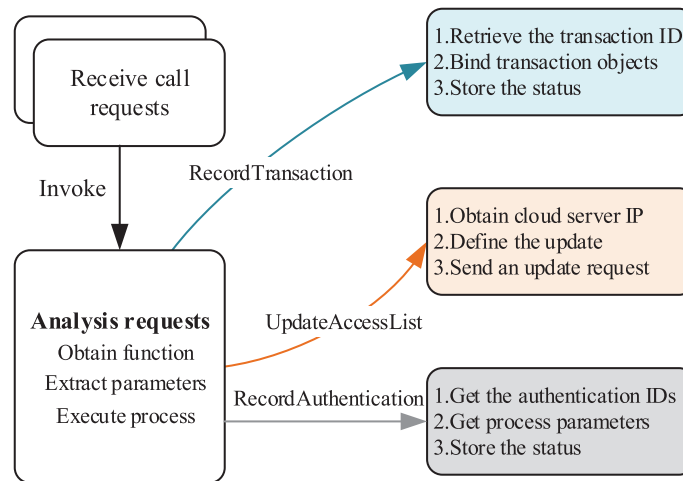 Receive call
requests
Invoke
Analysis requests
Obtain function
Extract parameters
Execute process
RecordTransaction
UpdateAccessList
RecordAuthentication
1.Retrieve the transaction ID
2.Bind transaction objects
3.Store the status
1.Obtain cloud server IP
2.Define the update
3.Send an update request
1.Get the authentication IDs
2.Get process parameters
3.Store the status